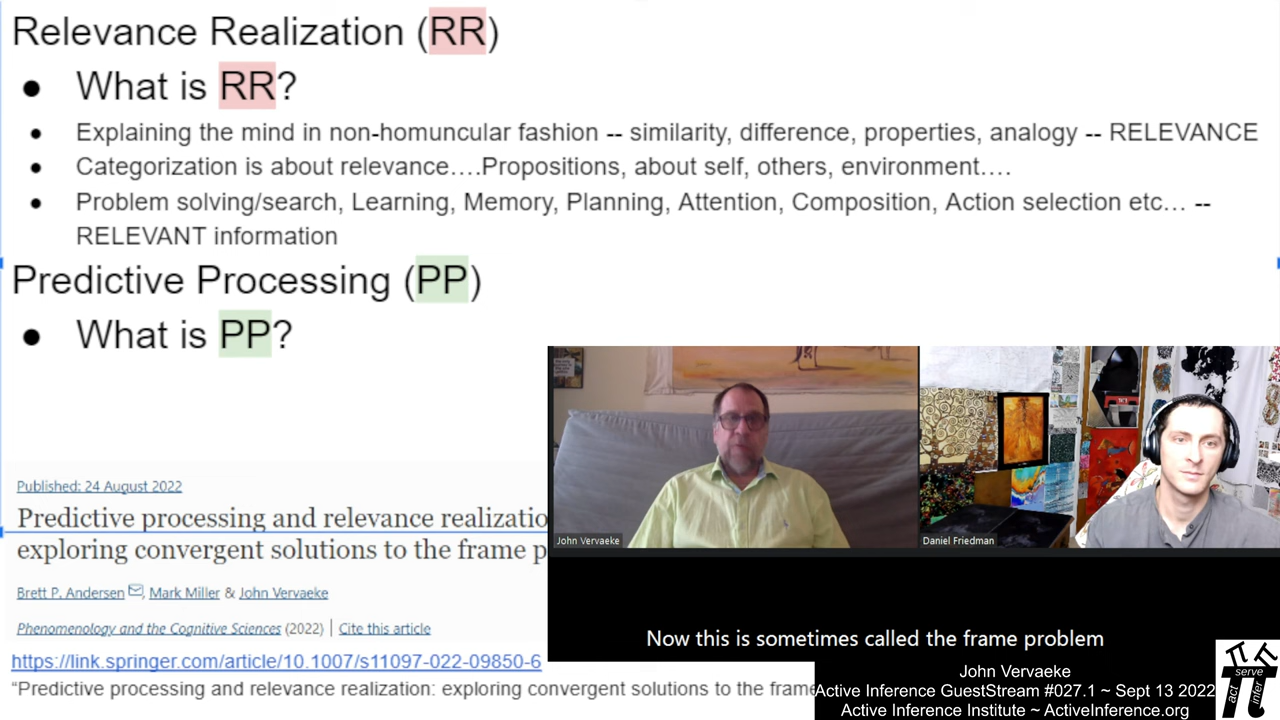 Relevance Realization (RR)
● What is RR?
● Explaining the mind in non-homuncular fashion -- similarity, difference, properties, analogy -- RELEVANCE
● Categorization is about relevance….Propositions, about self, others, environment….
● Problem solving/search, Learning, Memory, Planning, Attention, Composition, Action selection etc… --
RELEVANT information
Predictive Processing (PP)
● What is PP?
Published: 24 August 2022
Predictive processing and relevance realizatio
exploring convergent solutions to the frame p
Brett P. Andersen, Mark Miller & John Vervaeke
Phenomenology and the Cognitive Sciences (2022) | Cite this article
https://link.springer.com/article/10.1007/s11097-022-09850-6
“Predictive processing and relevance realization: exploring convergent solutions to the frame
John Vervaeke
Daniel Friedman
Now this is sometimes called the frame problem
John Vervaeke
Active Inference GuestStream #027.1 ~ Sept 13 2022
Active Inference Institute ~ ActiveInference.org
serve
act
infer